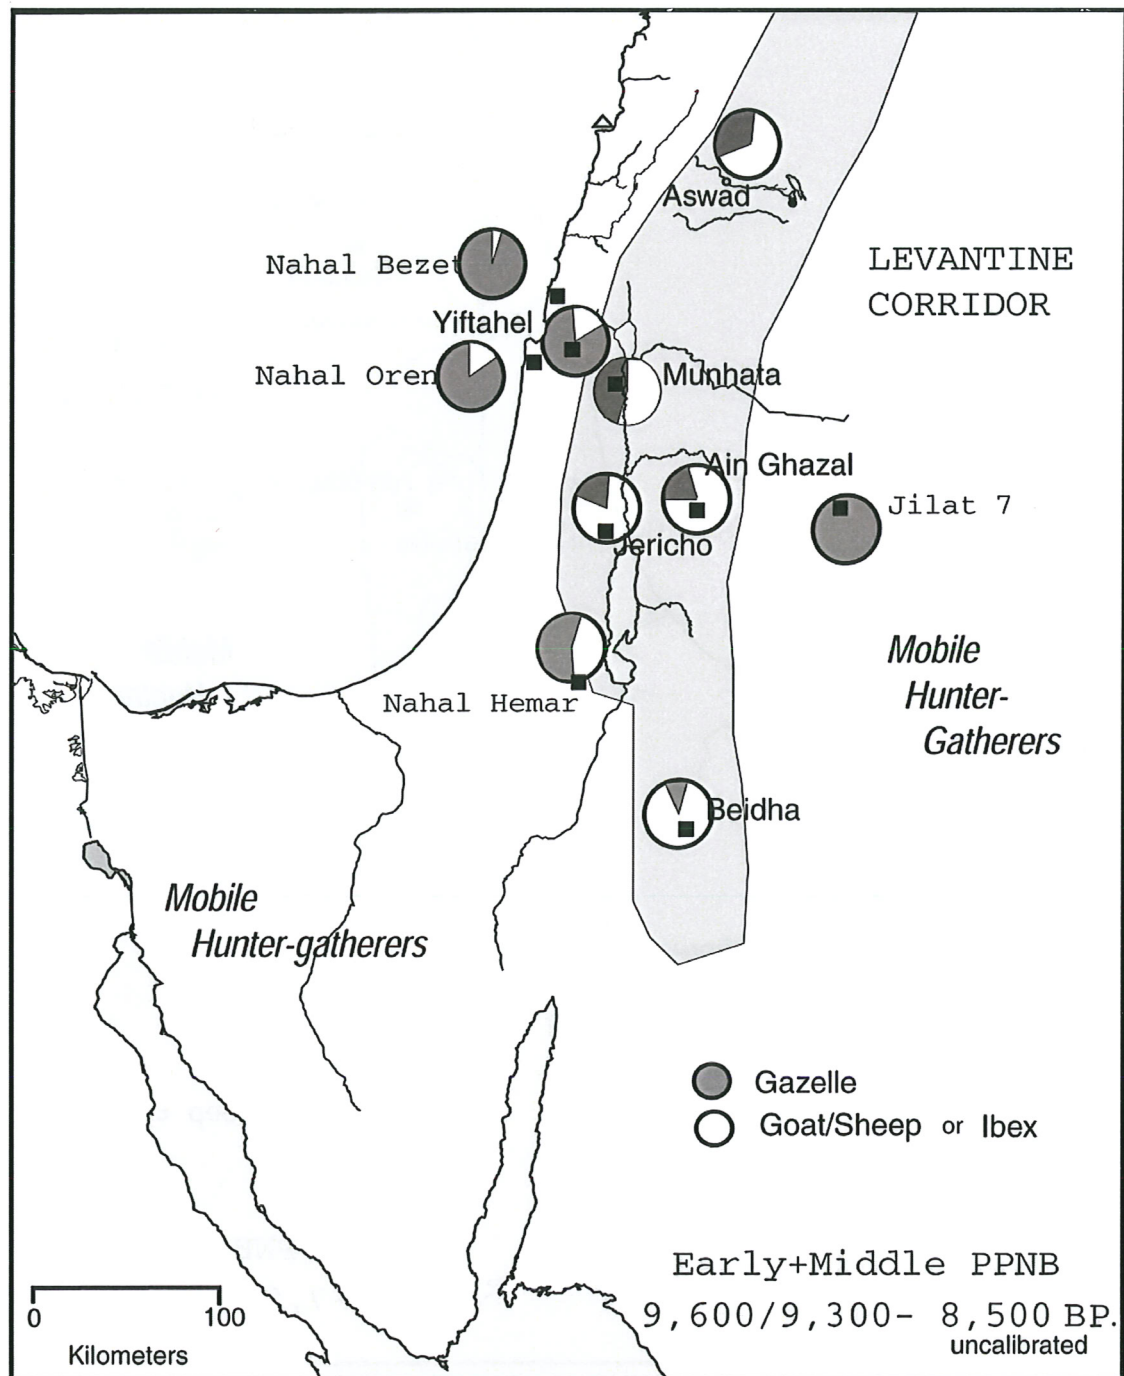 Aswad
LEVANTINE
CORRIDOR
Nahal Bezet
Yiftahel
Nahal Oren
Munhata
Ain Ghazal
Jilat 7
Jericho
Mobile
Hunter-
Gatherers
Nahal Hemar
Beidha
Mobile
Hunter-gatherers
Gazelle
Goat/Sheep or Ibex
Early+Middle PPNB
9,600/9,300- 8,500 BP.
uncalibrated
0 100
Kilometers